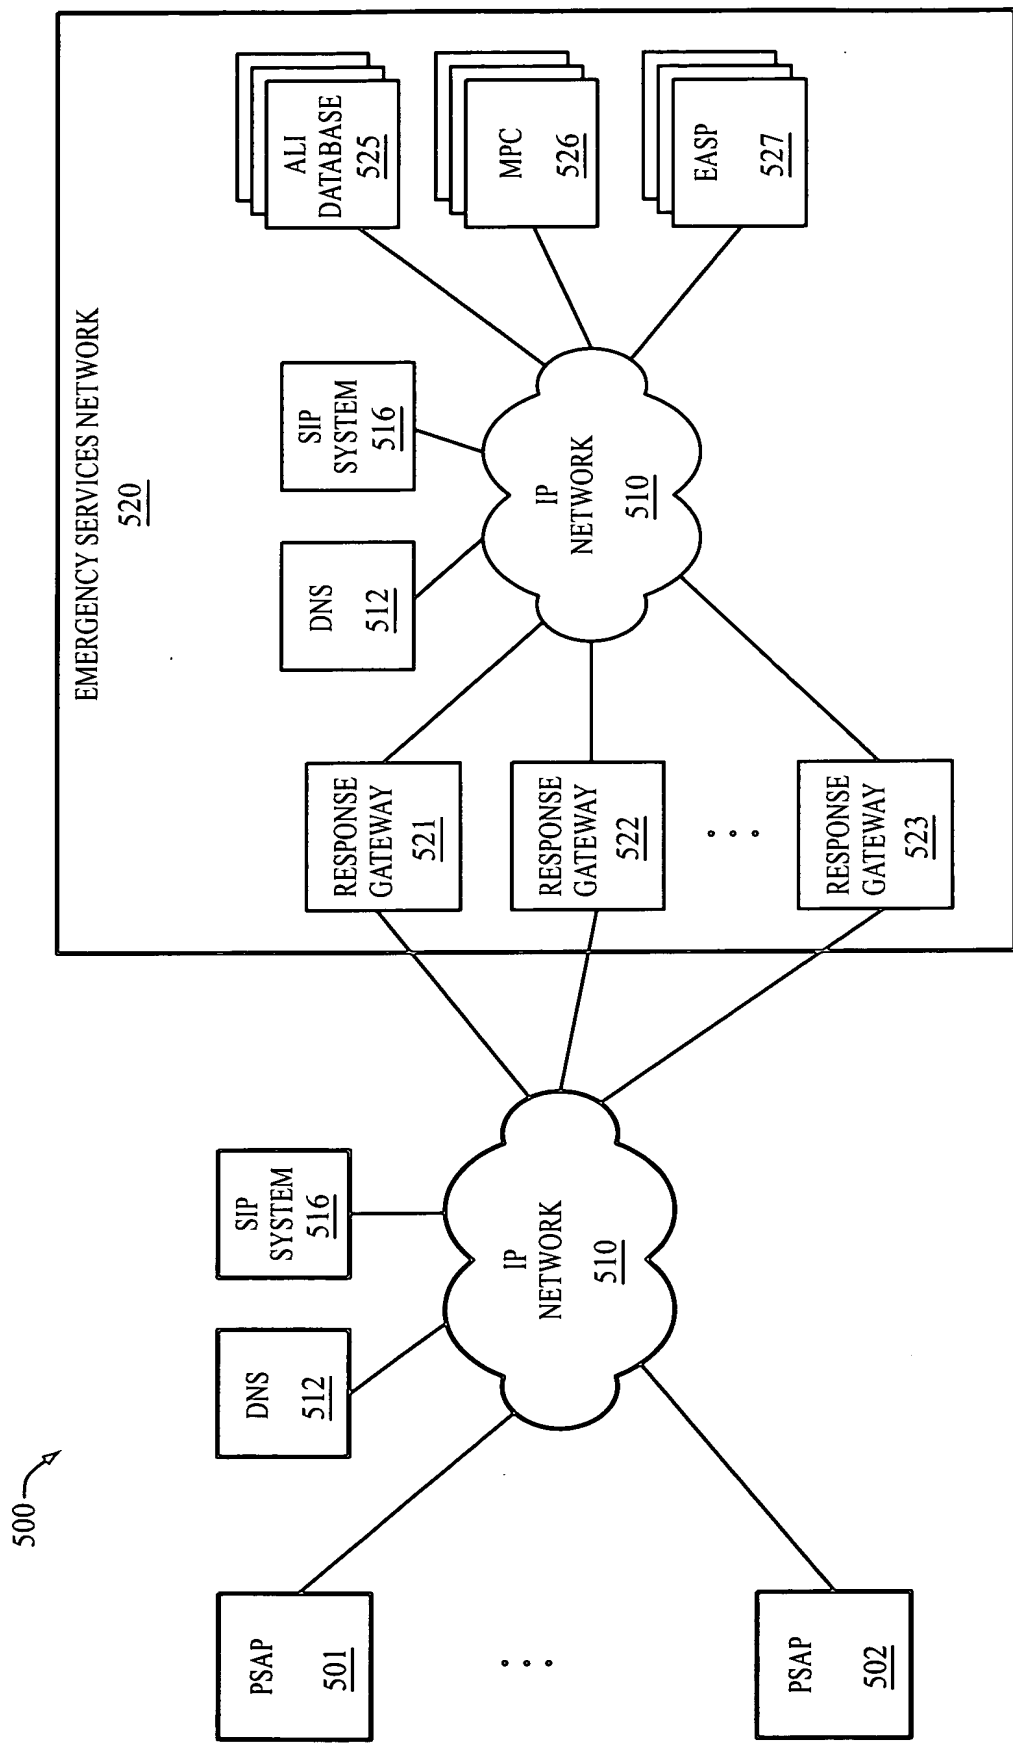 500
PSAP
501
PSAP
502
DNS
512
SIP
SYSTEM
516
IP
NETWORK
510
EMERGENCY SERVICES NETWORK
520
RESPONSE
GATEWAY
521
RESPONSE
GATEWAY
522
RESPONSE
GATEWAY
523
DNS
512
SIP
SYSTEM
516
IP
NETWORK
510
ALI
DATABASE
525
MPC
526
EASP
527